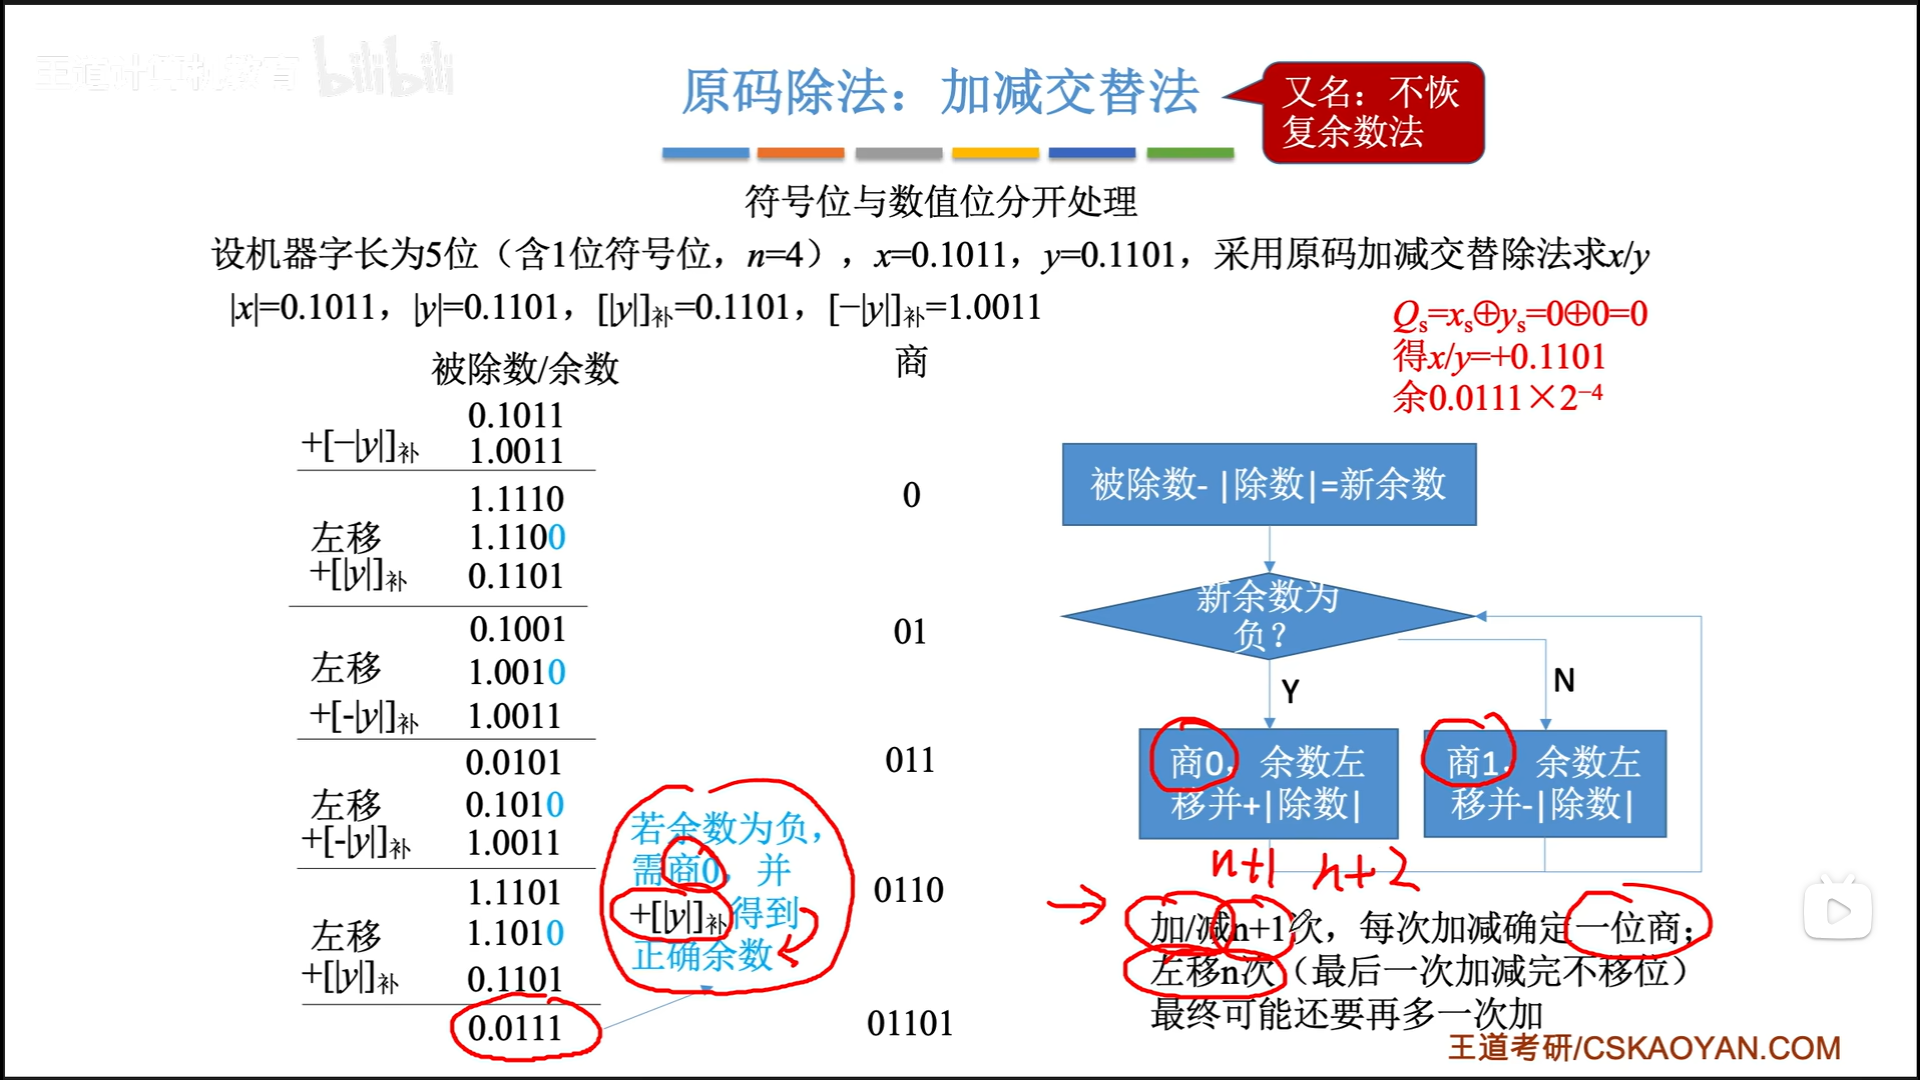 王道计算机教育 bilibili
原码除法：加减交替法
又名：不恢
复余数法
符号位与数值位分开处理
设机器字长为5位（含1位符号位，n=4），x=0.1011，y=0.1101，采用原码加减交替除法求x/y
|x|=0.1011，|y|=0.1101，[|y|]补=0.1101，[−|y|]补=1.0011
Qs=xs⊕ys=0⊕0=0
得x/y=+0.1101
余0.0111×2⁻⁴
被除数/余数 商
0.1011
+[−|y|]补 1.0011
1.1110 0
左移 1.1100
+[|y|]补 0.1101
0.1001 01
左移 1.0010
+[-|y|]补 1.0011
0.0101 011
左移 0.1010
+[-|y|]补 1.0011
1.1101 0110
左移 1.1010
+[|y|]补 0.1101
0.0111 01101
若余数为负，
需商0，并
+[|y|]补得到
正确余数
被除数- |除数|=新余数
新余数为
负？
Y
N
商0，余数左
移并+|除数|
商1，余数左
移并-|除数|
n+1 n+2
加/减n+1次，每次加减确定一位商；
左移n次（最后一次加减完不移位）
最终可能还要再多一次加
王道考研/CSKAOYAN.COM